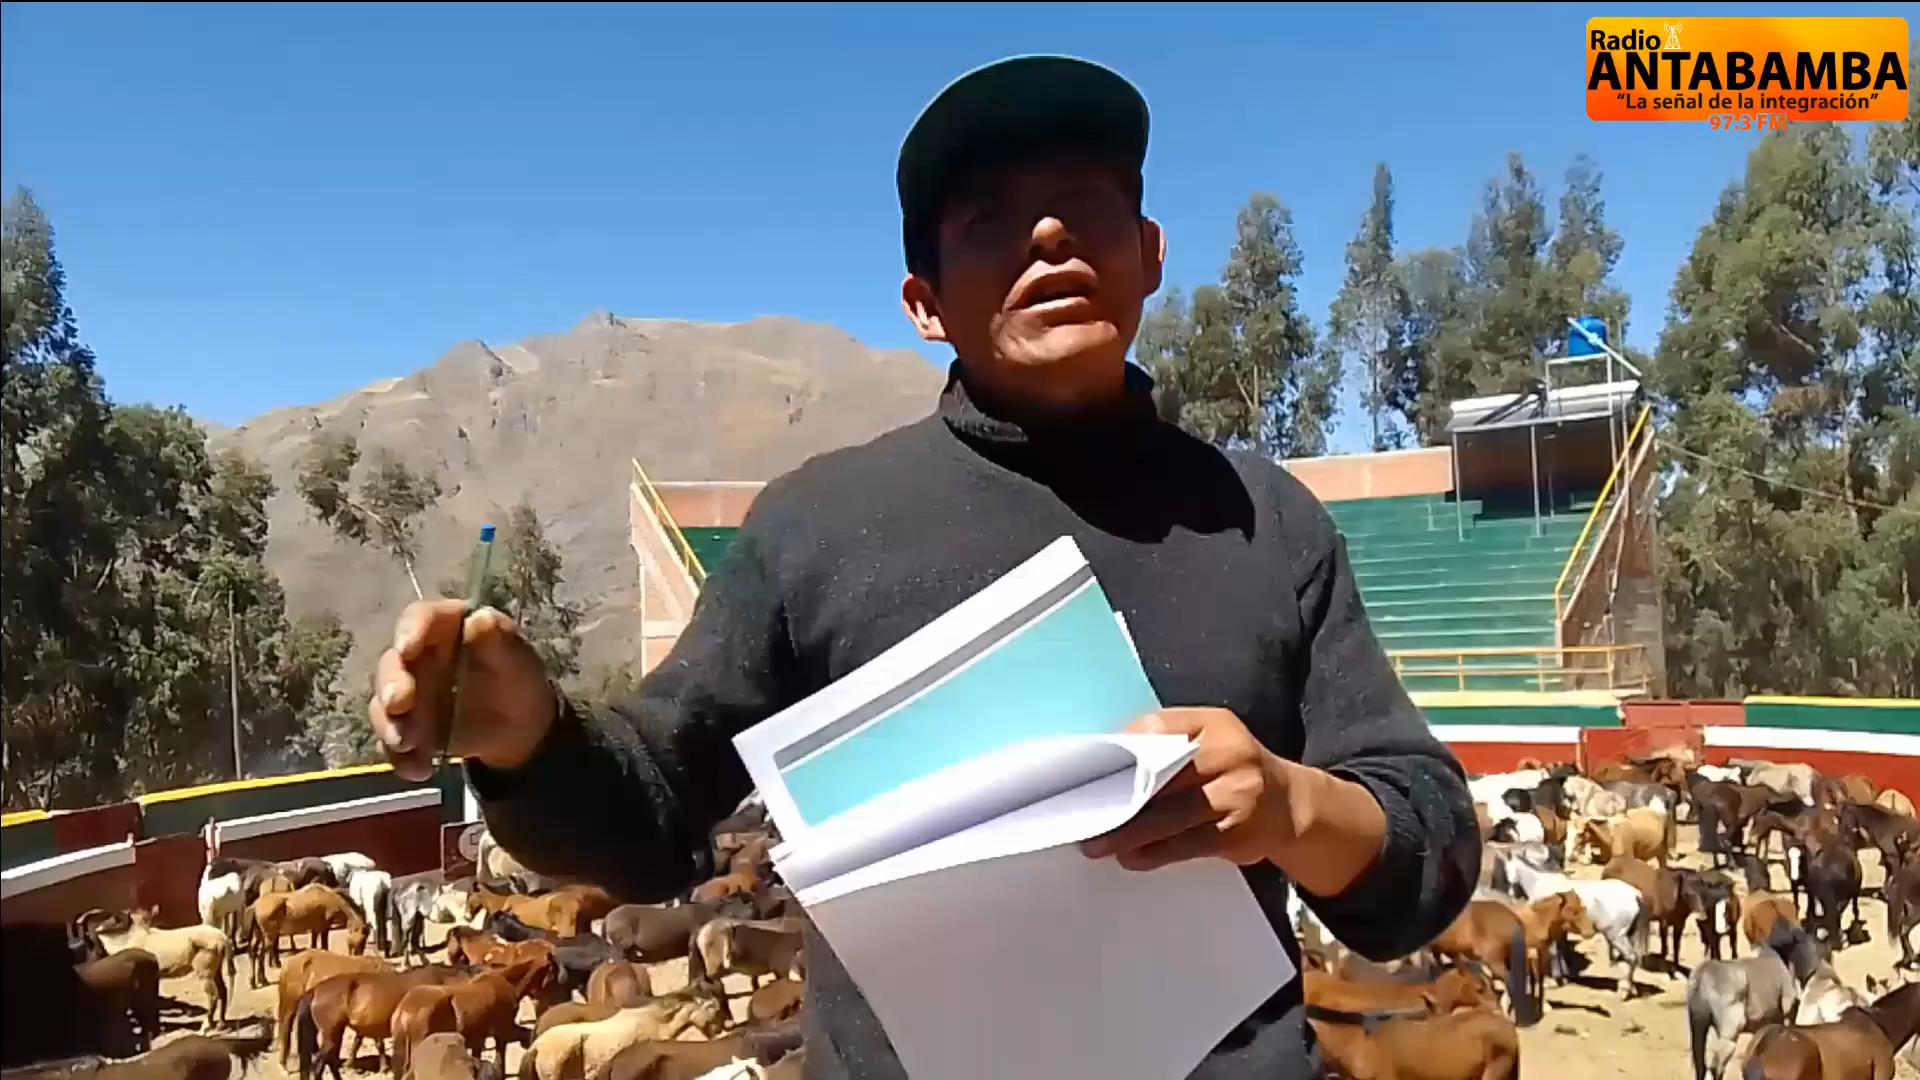 Radio
ANTABAMBA
“La señal de la integración”
97.3 FM